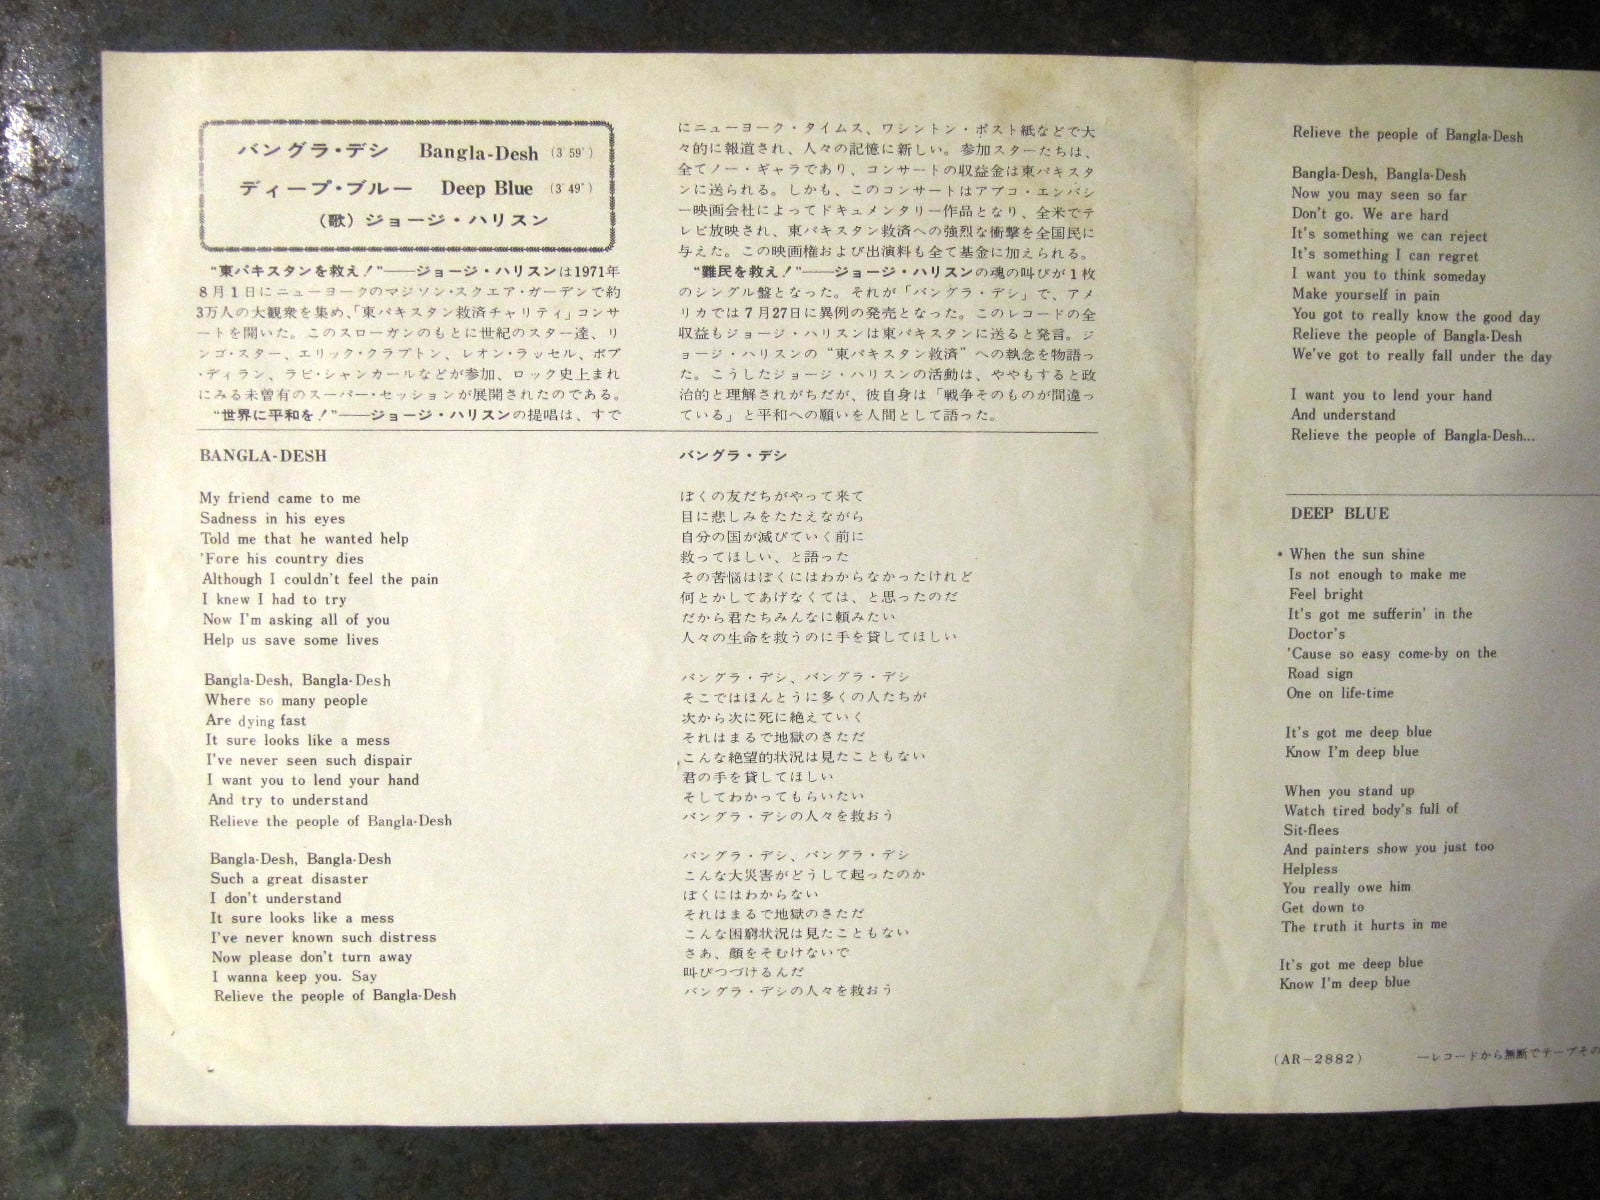 バングラ・デシ Bangla-Desh (3′59″)
ディープ・ブルー Deep Blue (3′49″)
(歌) ジョージ・ハリスン
“東パキスタンを救え!”──ジョージ・ハリスンは1971年
8月1日にニューヨークのマジソン・スクエア・ガーデンで約
3万人の大観衆を集め、「東パキスタン救済チャリティ」コンサ
ートを開いた。このスローガンのもとに世紀のスター達、リ
ンゴ・スター、エリック・クラプトン、レオン・ラッセル、ボブ
・ディラン、ラビ・シャンカールなどが参加、ロック史上まれ
にみる未曽有のスーパー・セッションが展開されたのである。
“世界に平和を!”──ジョージ・ハリスンの提唱は、すで
にニューヨーク・タイムス、ワシントン・ポスト紙などで大
々的に報道され、人々の記憶に新しい。参加スターたちは、
全てノー・ギャラであり、コンサートの収益金は東パキスタ
ンに送られる。しかも、このコンサートはアプコ・エンバシ
ー映画会社によってドキュメンタリー作品となり、全米でテ
レビ放映され、東パキスタン救済への強烈な衝撃を全国民に
与えた。この映画権および出演料も全て基金に加えられる。
“難民を救え!”──ジョージ・ハリスンの魂の叫びが1枚
のシングル盤となった。それが「バングラ・デシ」で、アメ
リカでは7月27日に異例の発売となった。このレコードの全
収益もジョージ・ハリスンは東パキスタンに送ると発言。ジ
ョージ・ハリスンの“東パキスタン救済”への執念を物語っ
た。こうしたジョージ・ハリスンの活動は、ややもすると政
治的と理解されがちだが、彼自身は「戦争そのものが間違っ
ている」と平和への願いを人間として語った。
BANGLA-DESH
My friend came to me
Sadness in his eyes
Told me that he wanted help
'Fore his country dies
Although I couldn't feel the pain
I knew I had to try
Now I'm asking all of you
Help us save some lives
Bangla-Desh, Bangla-Desh
Where so many people
Are dying fast
It sure looks like a mess
I've never seen such dispair
I want you to lend your hand
And try to understand
Relieve the people of Bangla-Desh
Bangla-Desh, Bangla-Desh
Such a great disaster
I don't understand
It sure looks like a mess
I've never known such distress
Now please don't turn away
I wanna keep you. Say
Relieve the people of Bangla-Desh
バングラ・デシ
ぼくの友だちがやって来て
目に悲しみをたたえながら
自分の国が滅びていく前に
救ってほしい、と語った
その苦悩はぼくにはわからなかったけれど
何とかしてあげなくては、と思ったのだ
だから君たちみんなに頼みたい
人々の生命を救うのに手を貸してほしい
バングラ・デシ、バングラ・デシ
そこではほんとうに多くの人たちが
次から次に死に絶えていく
それはまるで地獄のさただ
こんな絶望的状況は見たこともない
君の手を貸してほしい
そしてわかってもらいたい
バングラ・デシの人々を救おう
バングラ・デシ、バングラ・デシ
こんな大災害がどうして起ったのか
ぼくにはわからない
それはまるで地獄のさただ
こんな困窮状況は見たこともない
さあ、顔をそむけないで
叫びつづけるんだ
バングラ・デシの人々を救おう
Relieve the people of Bangla-Desh
Bangla-Desh, Bangla-Desh
Now you may seen so far
Don't go. We are hard
It's something we can reject
It's something I can regret
I want you to think someday
Make yourself in pain
You got to really know the good day
Relieve the people of Bangla-Desh
We've got to really fall under the day
I want you to lend your hand
And understand
Relieve the people of Bangla-Desh...
DEEP BLUE
* When the sun shine
Is not enough to make me
Feel bright
It's got me sufferin' in the
Doctor's
'Cause so easy come-by on the
Road sign
One on life-time
It's got me deep blue
Know I'm deep blue
When you stand up
Watch tired body's full of
Sit-flees
And painters show you just too
Helpless
You really owe him
Get down to
The truth it hurts in me
It's got me deep blue
Know I'm deep blue
(AR-2882) ―レコードから無断でテープその